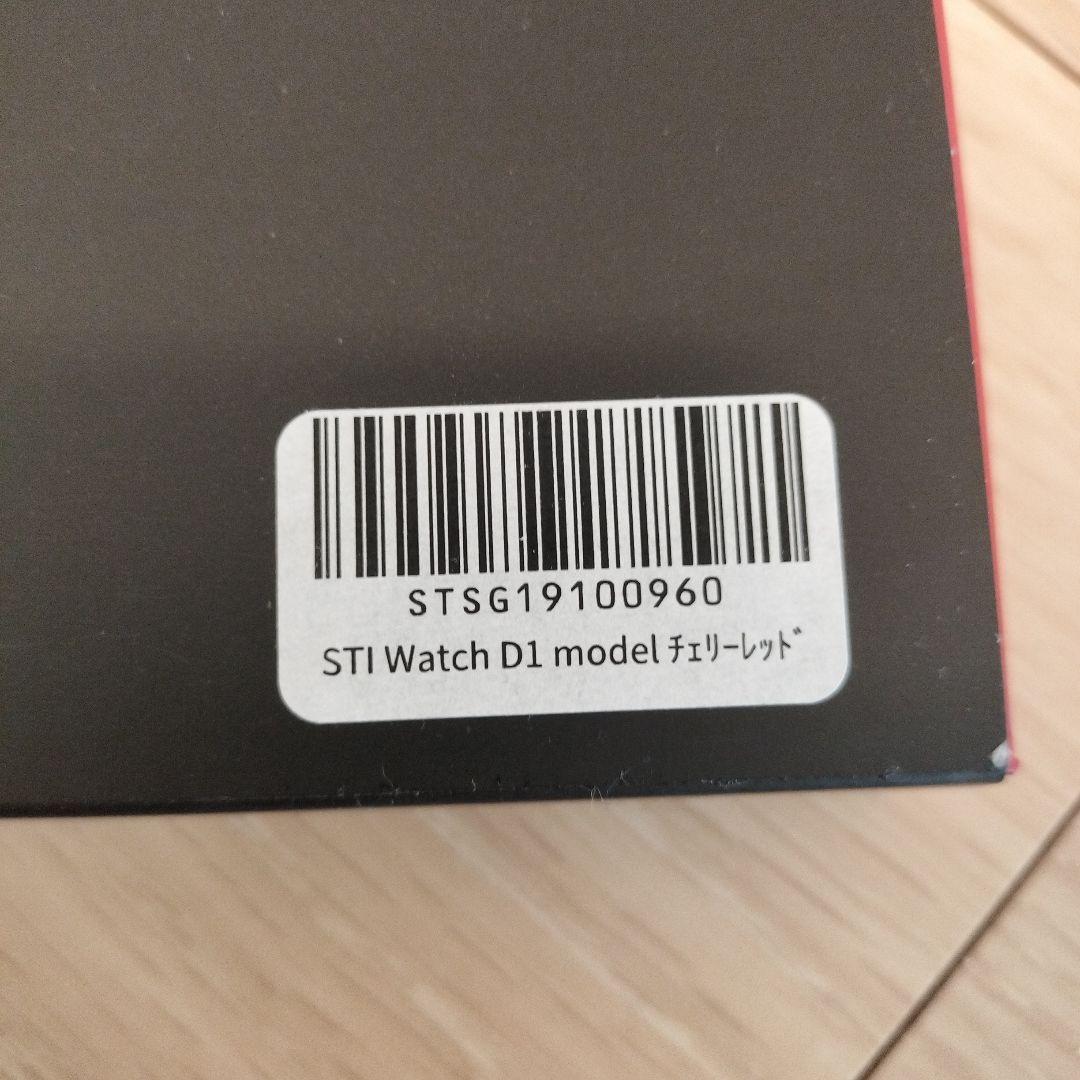 STSG19100960
STI Watch D1 model ﾁｪﾘｰﾚｯﾄﾞ